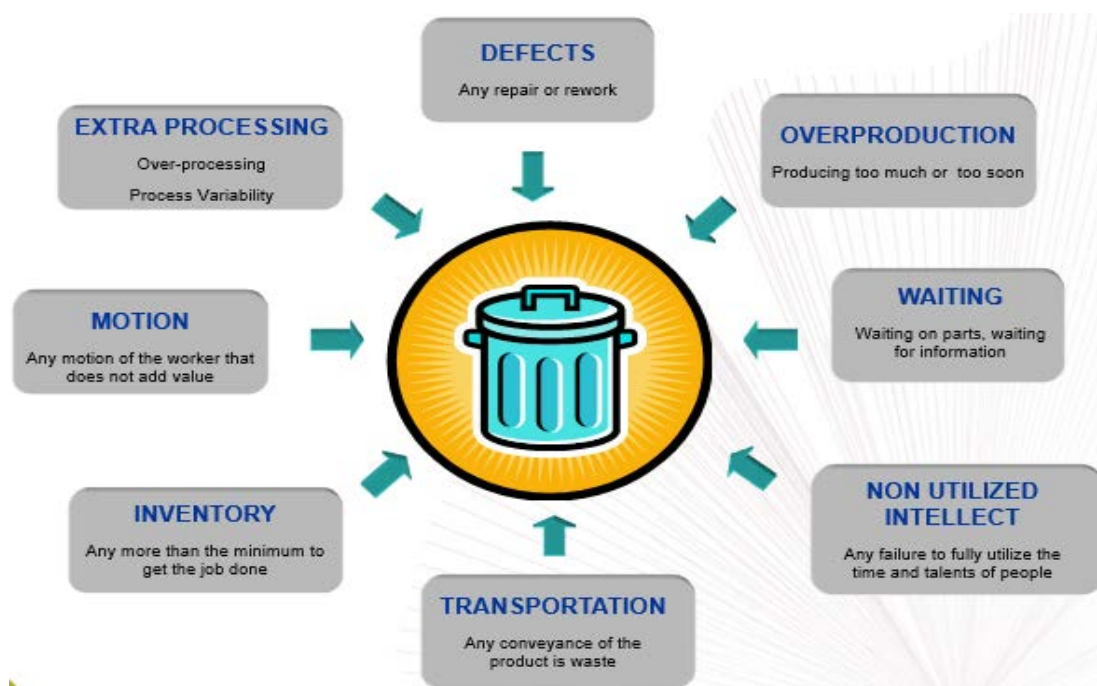 DEFECTS
Any repair or rework
EXTRA PROCESSING
Over-processing
Process Variability
OVERPRODUCTION
Producing too much or too soon
MOTION
Any motion of the worker that
does not add value
WAITING
Waiting on parts, waiting
for information
INVENTORY
Any more than the minimum to
get the job done
NON UTILIZED
INTELLECT
Any failure to fully utilize the
time and talents of people
TRANSPORTATION
Any conveyance of the
product is waste